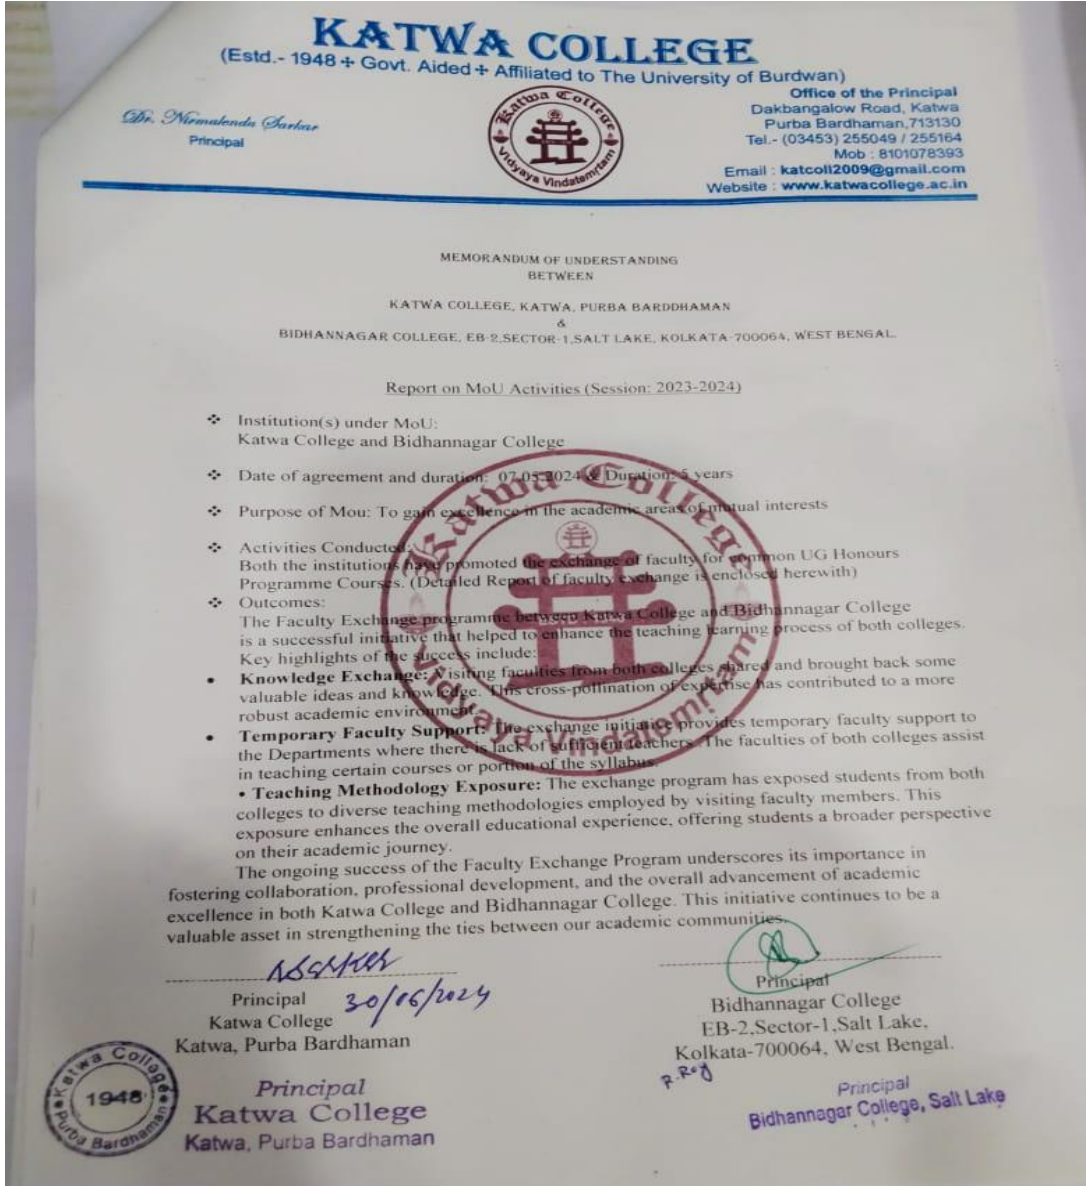 KATWA COLLEGE
(Estd.- 1948 + Govt. Aided + Affiliated to The University of Burdwan)
Dr. Nirmalendu Sarkar
Principal
Office of the Principal
Dakbangalow Road, Katwa
Purba Bardhaman,713130
Tel.- (03453) 255049 / 255164
Mob : 8101078393
Email : katcoli2009@gmail.com
Website : www.katwacollege.ac.in
Katwa College
Vidyaya Vindatemrtam
MEMORANDUM OF UNDERSTANDING
BETWEEN
KATWA COLLEGE, KATWA, PURBA BARDDHAMAN
&
BIDHANNAGAR COLLEGE, EB-2,SECTOR-1,SALT LAKE, KOLKATA-700064, WEST BENGAL.
Report on MoU Activities (Session: 2023-2024)
❖ Institution(s) under MoU:
Katwa College and Bidhannagar College
❖ Date of agreement and duration: 07.05.2024 & Duration: 5 years
❖ Purpose of Mou: To gain excellence in the academic areas of mutual interests
❖ Activities Conducted:
Both the institutions have promoted the exchange of faculty for common UG Honours
Programme Courses. (Detailed Report of faculty exchange is enclosed herewith)
❖ Outcomes:
The Faculty Exchange programme between Katwa College and Bidhannagar College
is a successful initiative that helped to enhance the teaching learning process of both colleges.
Key highlights of the success include:
• Knowledge Exchange: Visiting faculties from both colleges shared and brought back some
valuable ideas and knowledge. This cross-pollination of expertise has contributed to a more
robust academic environment.
• Temporary Faculty Support: The exchange initiative provides temporary faculty support to
the Departments where there is lack of sufficient teachers. The faculties of both colleges assist
in teaching certain courses or portion of the syllabus.
• Teaching Methodology Exposure: The exchange program has exposed students from both
colleges to diverse teaching methodologies employed by visiting faculty members. This
exposure enhances the overall educational experience, offering students a broader perspective
on their academic journey.
The ongoing success of the Faculty Exchange Program underscores its importance in
fostering collaboration, professional development, and the overall advancement of academic
excellence in both Katwa College and Bidhannagar College. This initiative continues to be a
valuable asset in strengthening the ties between our academic communities.
Katwa College
Vidyaya Vindatemrtam
NSarker
Principal
30/06/2024
Katwa College
Katwa, Purba Bardhaman
Principal
Bidhannagar College
EB-2,Sector-1,Salt Lake,
Kolkata-700064, West Bengal.
P. Roy
Katwa College
1948
Purba Bardhaman
Principal
Katwa College
Katwa, Purba Bardhaman
Principal
Bidhannagar College, Salt Lake